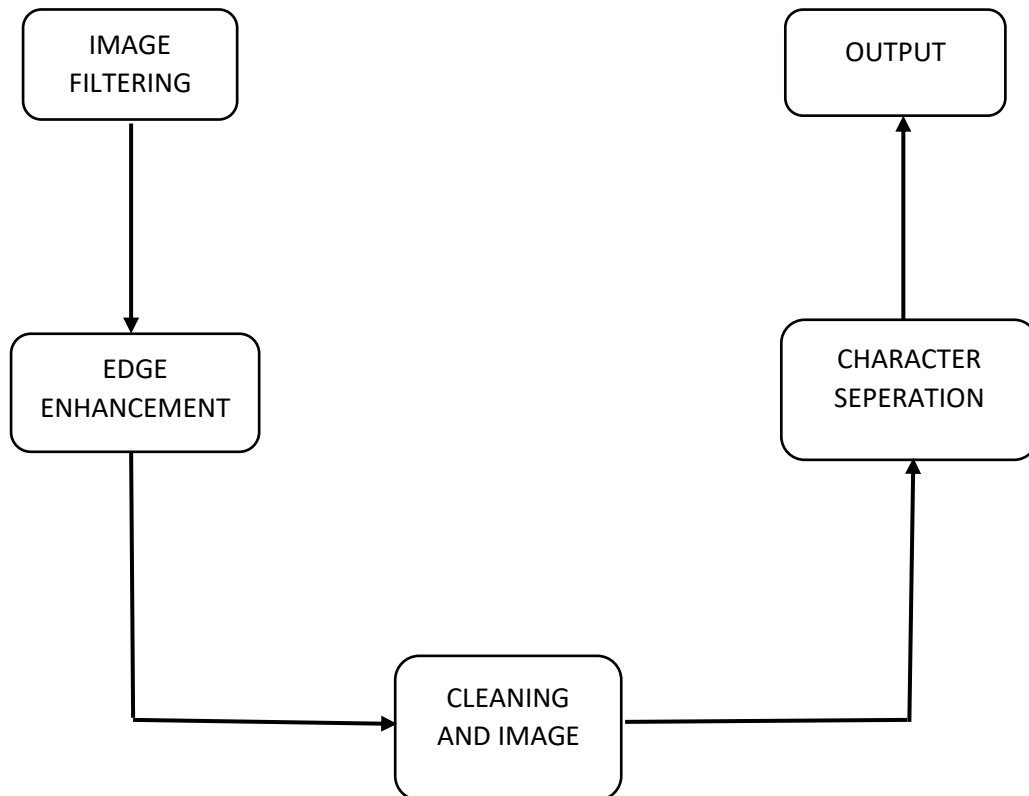 IMAGE
FILTERING
EDGE
ENHANCEMENT
CLEANING
AND IMAGE
CHARACTER
SEPERATION
OUTPUT